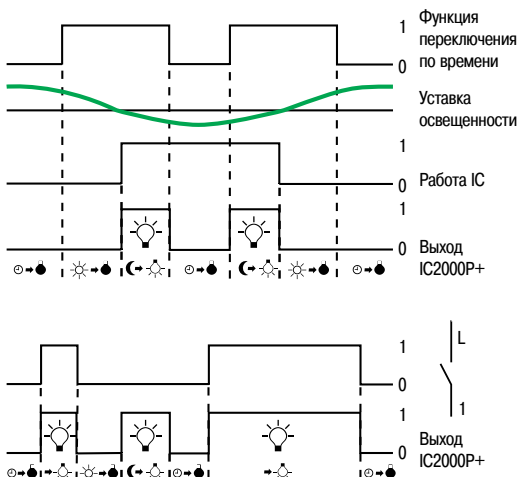 1
Функция
переключения
0
по времени
Уставка
освещенности
1
0
Работа IC
1
0
Выход
IC2000P+
1
L
0
1
1
Выход
0
IC2000P+